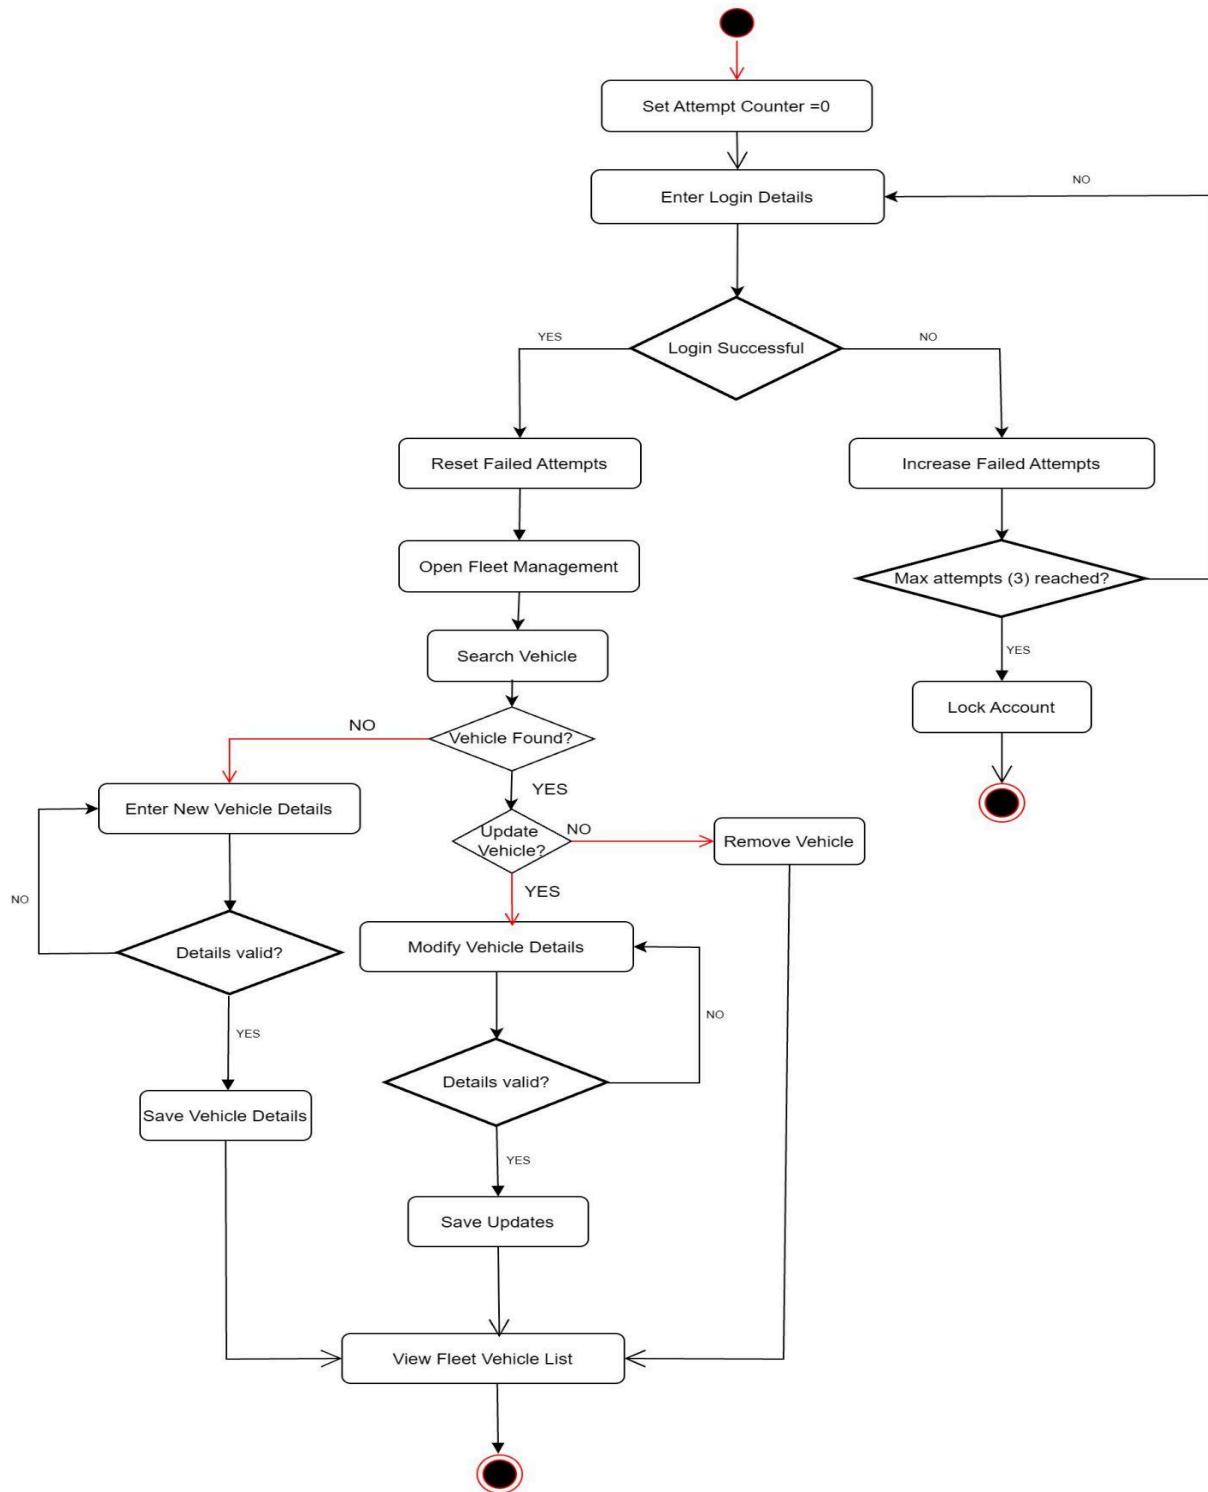 Set Attempt Counter =0
Enter Login Details
NO
Login Successful
YES
NO
Reset Failed Attempts
Increase Failed Attempts
Open Fleet Management
Max attempts (3) reached?
YES
Search Vehicle
Lock Account
Vehicle Found?
NO
YES
Enter New Vehicle Details
Update
Vehicle?
NO
Remove Vehicle
YES
NO
Details valid?
Modify Vehicle Details
NO
YES
Details valid?
Save Vehicle Details
YES
Save Updates
View Fleet Vehicle List